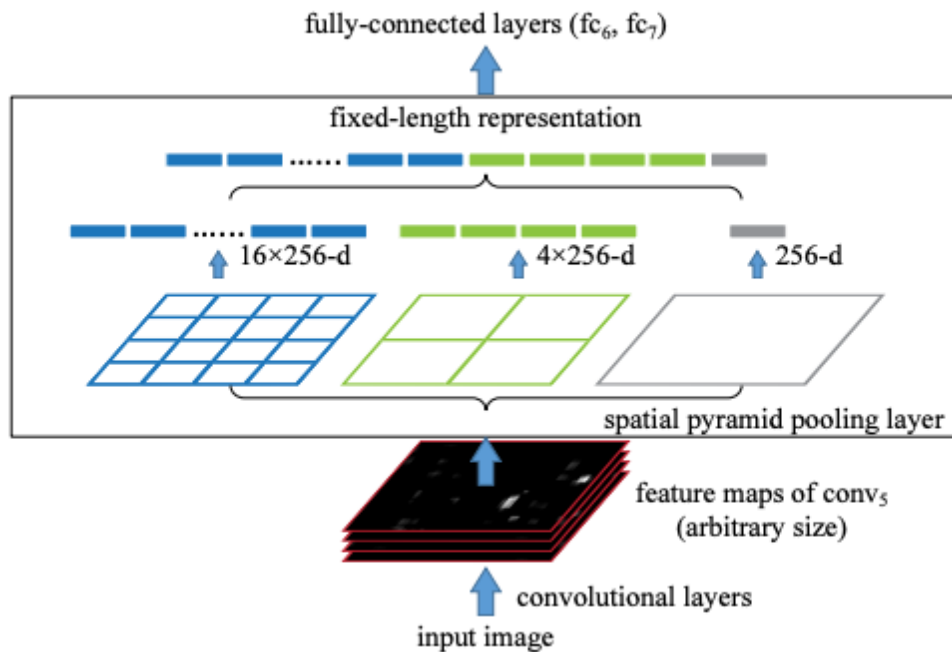 fully-connected layers (fc₆, fc₇)
fixed-length representation
......
......
16×256-d
4×256-d
256-d
spatial pyramid pooling layer
feature maps of conv₅
(arbitrary size)
convolutional layers
input image